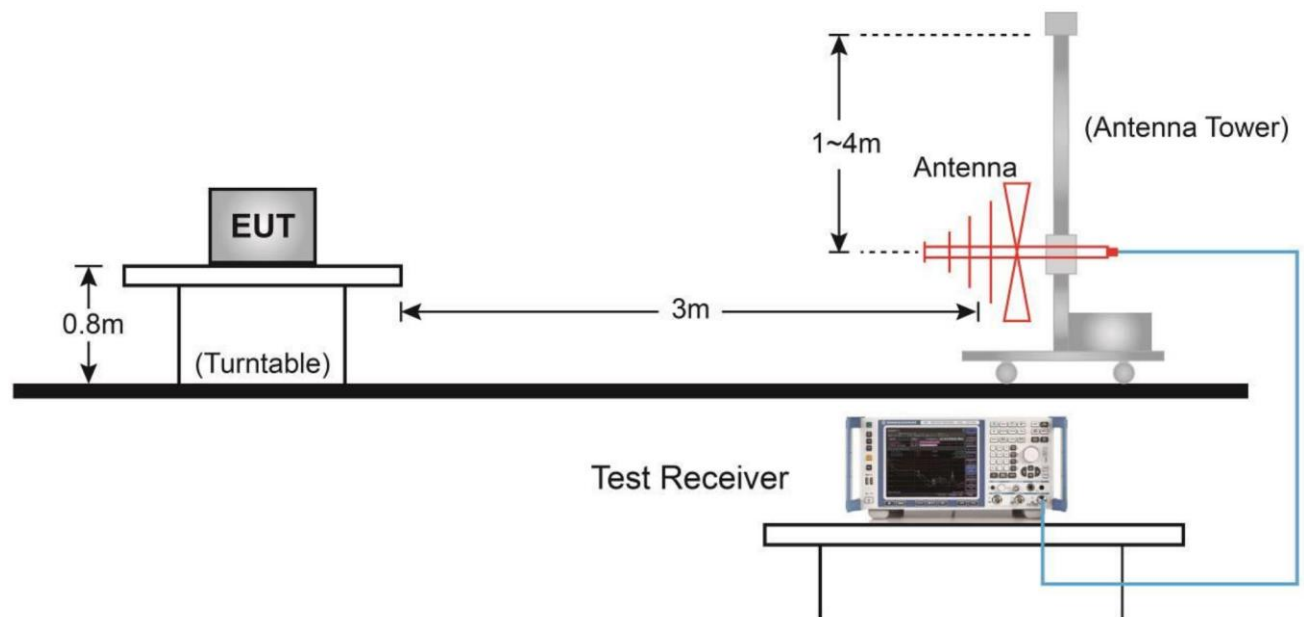 1~4m
(Antenna Tower)
Antenna
EUT
0.8m
3m
(Turntable)
Test Receiver